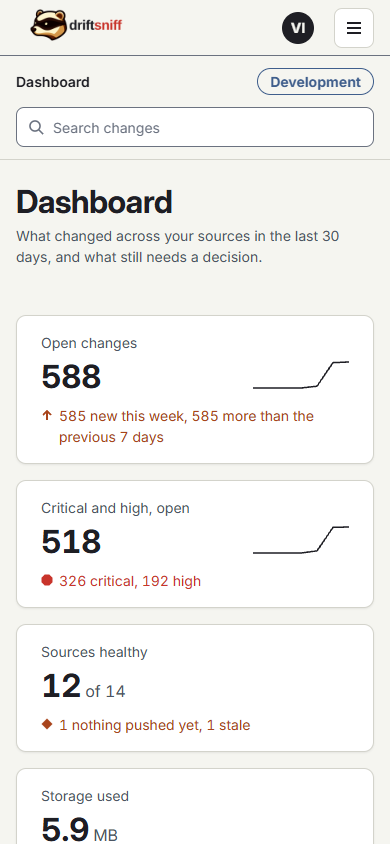 driftsniff
VI
Dashboard
Development
Search changes
Dashboard
What changed across your sources in the last 30
days, and what still needs a decision.
Open changes
588
585 new this week, 585 more than the
previous 7 days
Critical and high, open
518
326 critical, 192 high
Sources healthy
12 of 14
1 nothing pushed yet, 1 stale
Storage used
5.9 MB